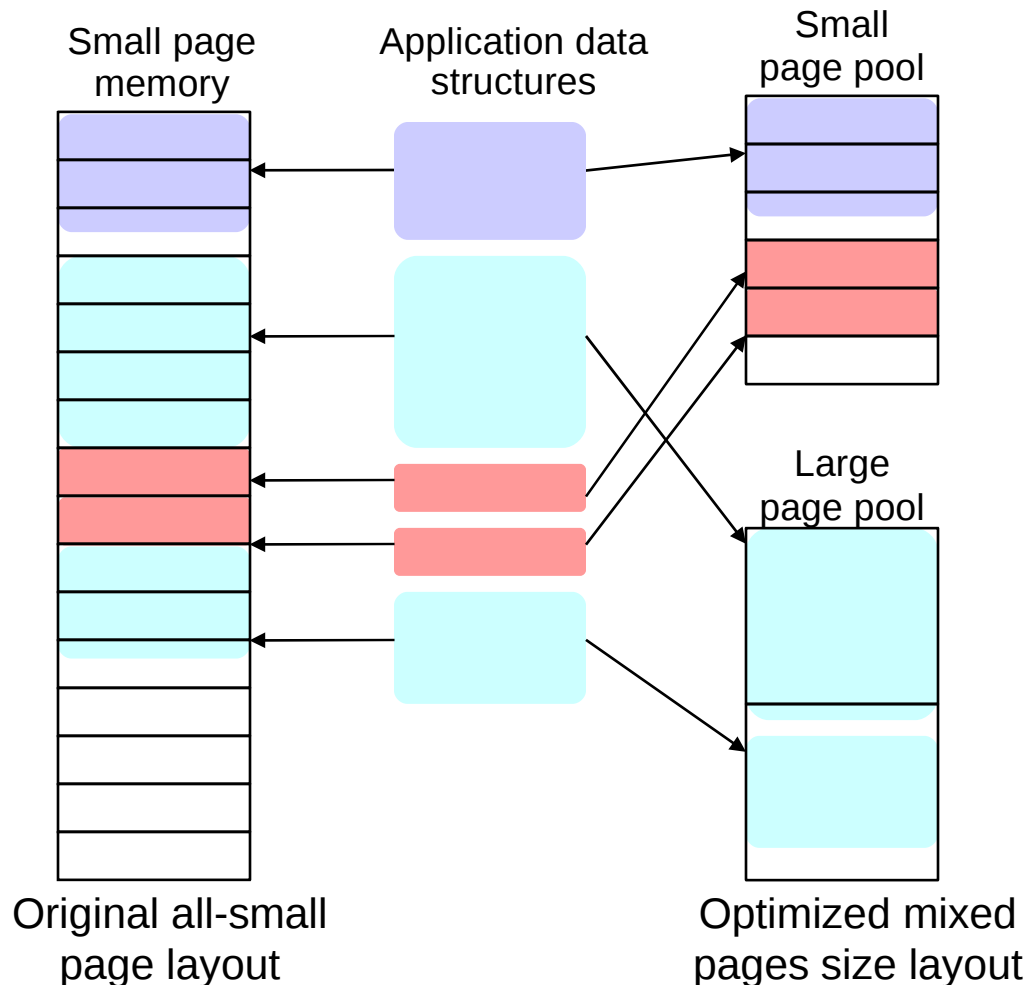 Small page
memory
Application data
structures
Small
page pool
Large
page pool
Original all-small
page layout
Optimized mixed
pages size layout